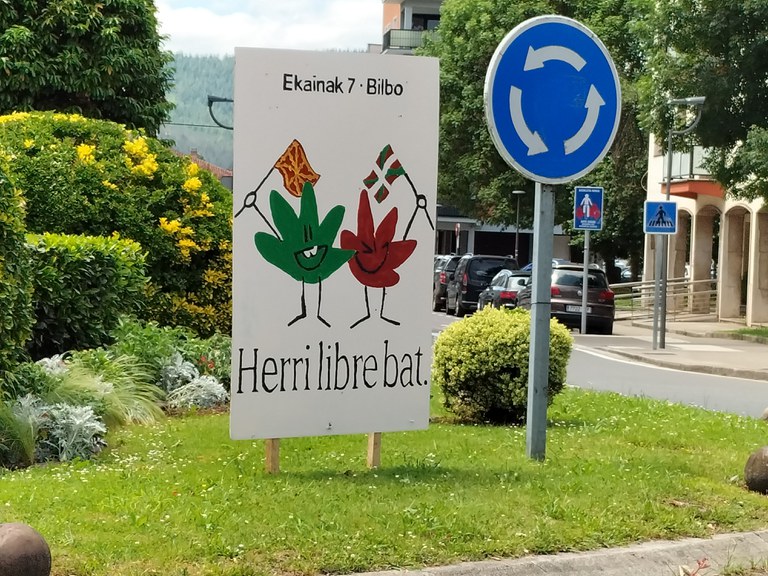 Ekainak 7 · Bilbo
Herri libre bat.